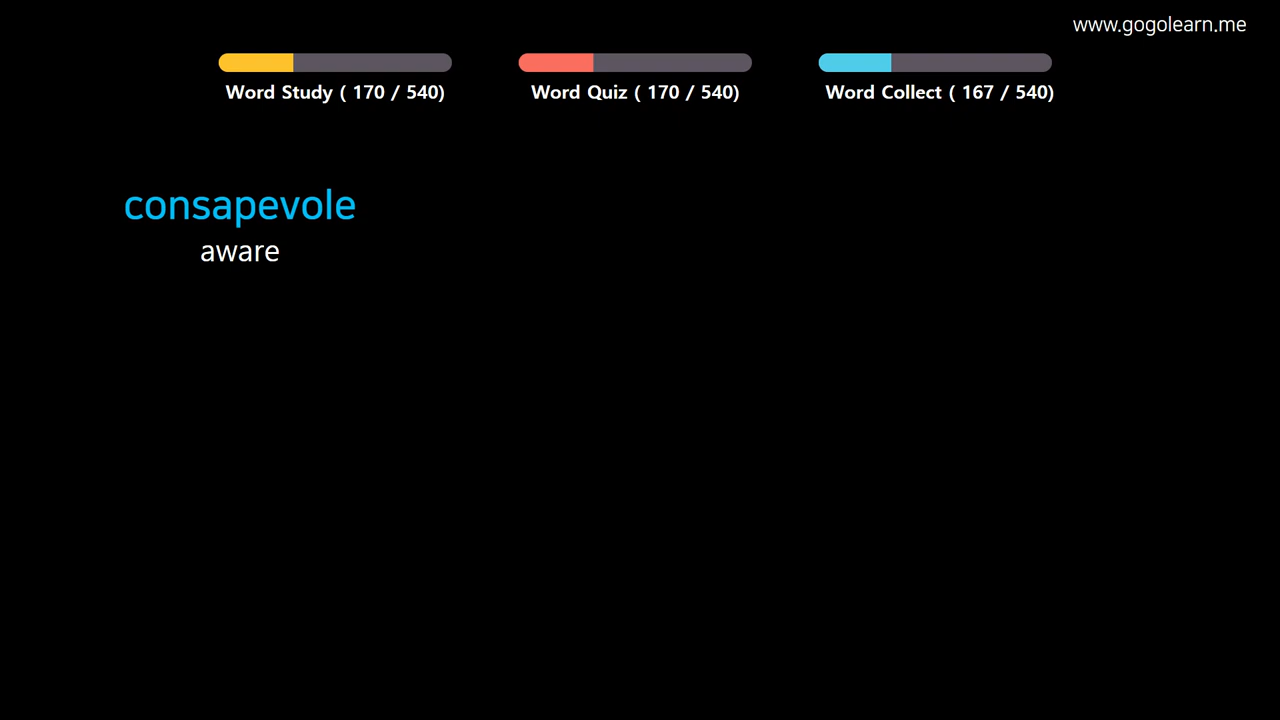 www.gogolearn.me
Word Study ( 170 / 540)
Word Quiz ( 170 / 540)
Word Collect ( 167 / 540)
consapevole
aware